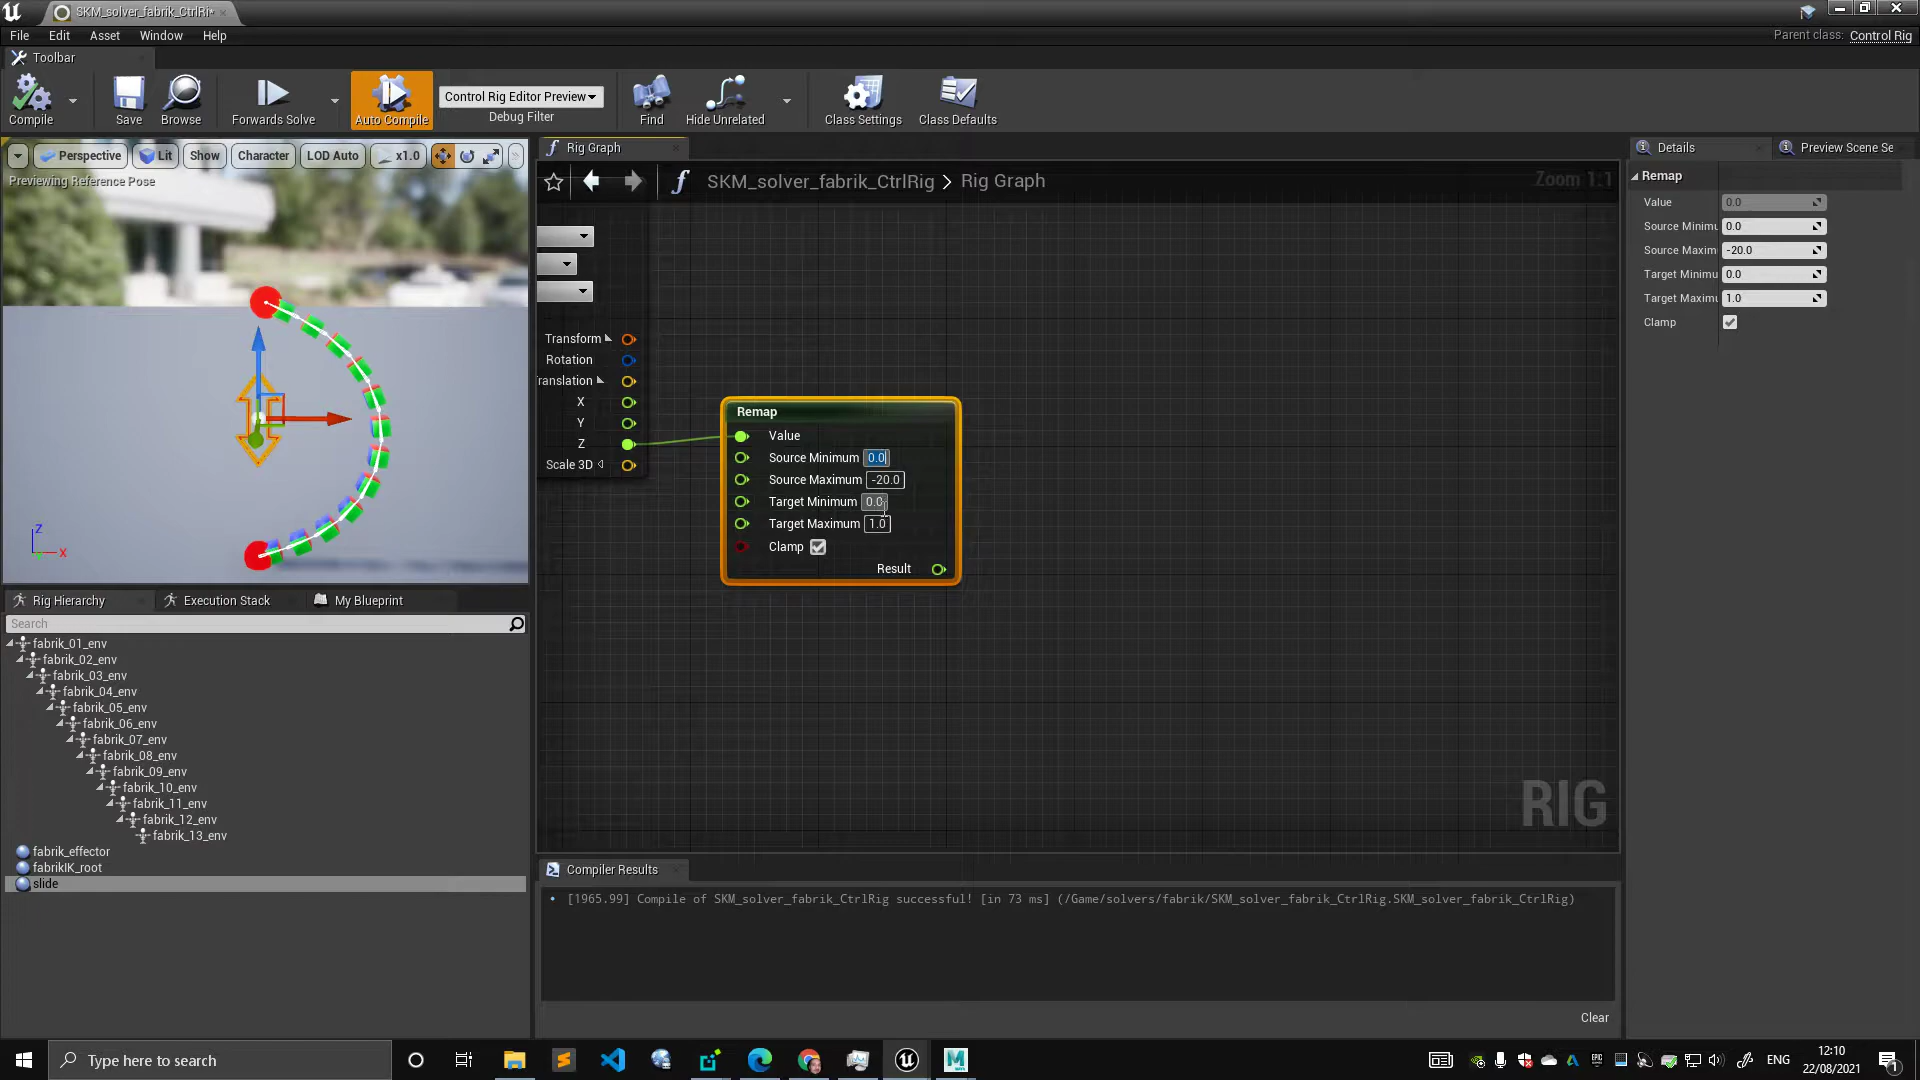 SKM_solver_fabrik_CtrlRi*
File Edit Asset Window Help
Parent class: Control Rig
Toolbar
Compile
Save
Browse
Forwards Solve
Auto Compile
Control Rig Editor Preview
Debug Filter
Find
Hide Unrelated
Class Settings
Class Defaults
Perspective Lit Show Character LOD Auto x1.0
Previewing Reference Pose
Z
X
Rig Graph
SKM_solver_fabrik_CtrlRig > Rig Graph
Zoom 1:1
Transform
Rotation
ranslation
X
Y
Z
Scale 3D
Remap
Value
Source Minimum 0.0
Source Maximum -20.0
Target Minimum 0.0
Target Maximum 1.0
Clamp
Result
RIG
Details
Preview Scene Se
Remap
Value 0.0
Source Minimu 0.0
Source Maxim -20.0
Target Minimu 0.0
Target Maximu 1.0
Clamp
Rig Hierarchy
Execution Stack
My Blueprint
Search
fabrik_01_env
fabrik_02_env
fabrik_03_env
fabrik_04_env
fabrik_05_env
fabrik_06_env
fabrik_07_env
fabrik_08_env
fabrik_09_env
fabrik_10_env
fabrik_11_env
fabrik_12_env
fabrik_13_env
fabrik_effector
fabrikIK_root
slide
Compiler Results
[1965.99] Compile of SKM_solver_fabrik_CtrlRig successful! [in 73 ms] (/Game/solvers/fabrik/SKM_solver_fabrik_CtrlRig.SKM_solver_fabrik_CtrlRig)
Clear
Type here to search
ENG
12:10
22/08/2021